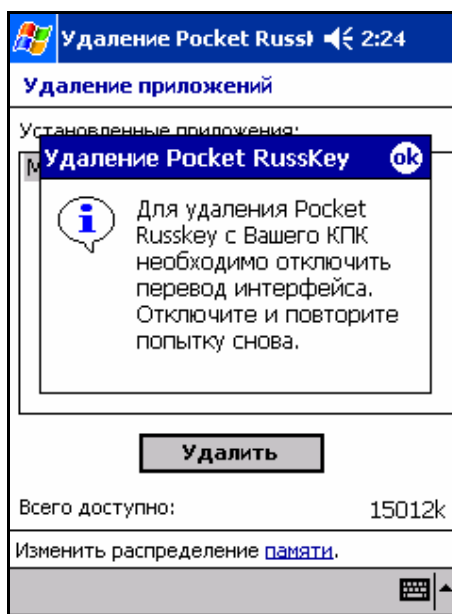 Удаление Pocket Russ 2:24
Удаление приложений
Установленные приложения:
Удаление Pocket RussKey ok
Для удаления Pocket
Russkey с Вашего КПК
необходимо отключить
перевод интерфейса.
Отключите и повторите
попытку снова.
Удалить
Всего доступно: 15012k
Изменить распределение памяти.